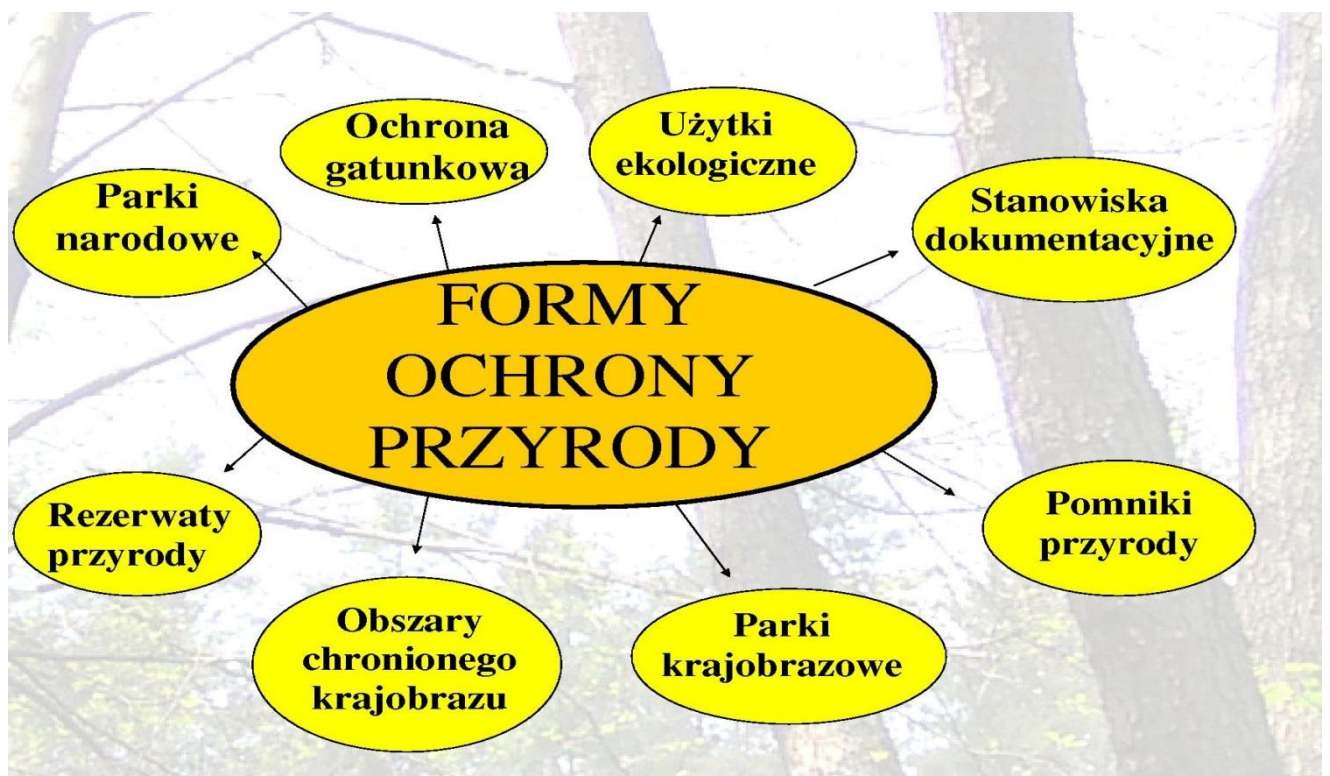 Ochrona
gatunkowa
Użytki
ekologiczne
Parki
narodowe
Stanowiska
dokumentacyjne
FORMY
OCHRONY
PRZYRODY
Rezerwaty
przyrody
Pomniki
przyrody
Obszary
chronionego
krajobrazu
Parki
krajobrazowe